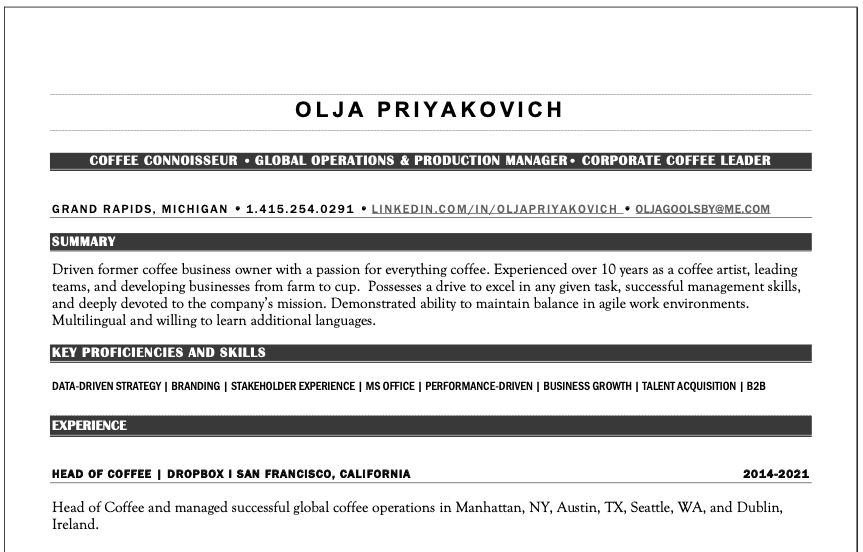 OLJA PRIYAKOVICH
COFFEE CONNOISSEUR • GLOBAL OPERATIONS & PRODUCTION MANAGER• CORPORATE COFFEE LEADER
GRAND RAPIDS, MICHIGAN • 1.415.254.0291 • LINKEDIN.COM/IN/OLJAPRIYAKOVICH • OLJAGOOLSBY@ME.COM
SUMMARY
Driven former coffee business owner with a passion for everything coffee. Experienced over 10 years as a coffee artist, leading
teams, and developing businesses from farm to cup.  Possesses a drive to excel in any given task, successful management skills,
and deeply devoted to the company's mission. Demonstrated ability to maintain balance in agile work environments.
Multilingual and willing to learn additional languages.
KEY PROFICIENCIES AND SKILLS
DATA-DRIVEN STRATEGY | BRANDING | STAKEHOLDER EXPERIENCE | MS OFFICE | PERFORMANCE-DRIVEN | BUSINESS GROWTH | TALENT ACQUISITION | B2B
EXPERIENCE
HEAD OF COFFEE | DROPBOX I SAN FRANCISCO, CALIFORNIA 2014-2021
Head of Coffee and managed successful global coffee operations in Manhattan, NY, Austin, TX, Seattle, WA, and Dublin,
Ireland.